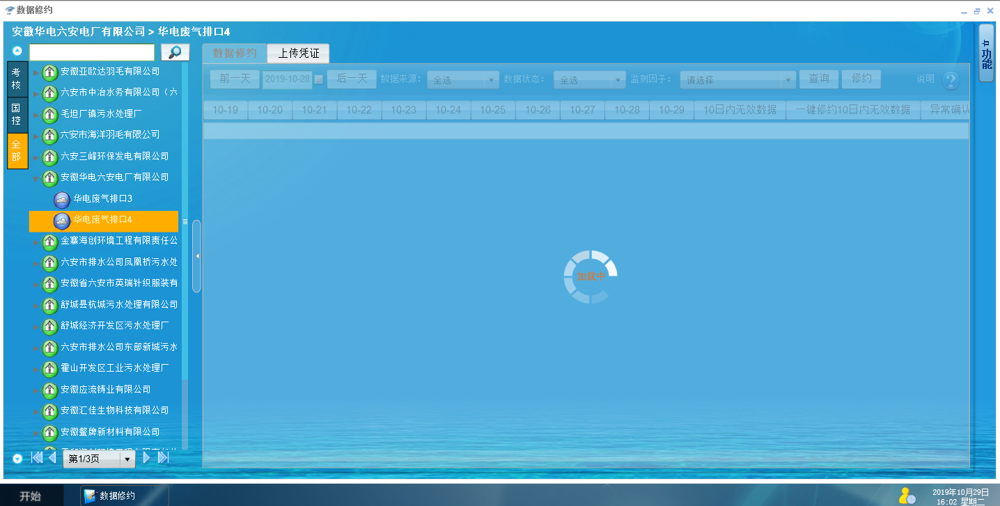 数据修约
安徽华电六安电厂有限公司 > 华电废气排口4
功能
考核
国控
全部
安徽亚欧达羽毛有限公司
六安市中冶水务有限公司（六
毛坦厂镇污水处理厂
六安市海洋羽毛有限公司
六安三峰环保发电有限公司
安徽华电六安电厂有限公司
华电废气排口3
华电废气排口4
金寨海创环境工程有限责任公
六安市排水公司凤凰桥污水处
安徽省六安市英瑞针织服装有
舒城县杭城污水处理有限公司
舒城经济开发区污水处理厂
六安市排水公司东部新城污水
霍山开发区工业污水处理厂
安徽应流铸业有限公司
安徽汇佳生物科技有限公司
安徽鳌牌新材料有限公司
第1/3页
数据修约 上传凭证
前一天 2019-10-28 后一天 数据来源: 全选 数据状态: 全选 监测因子: 请选择 查询 修约 说明 ?
10-19 10-20 10-21 10-22 10-23 10-24 10-25 10-26 10-27 10-28 10-29 10日内无效数据 一键修约10日内无效数据 异常确认
加载中
开始 数据修约
2019年10月29日
16:02 星期二